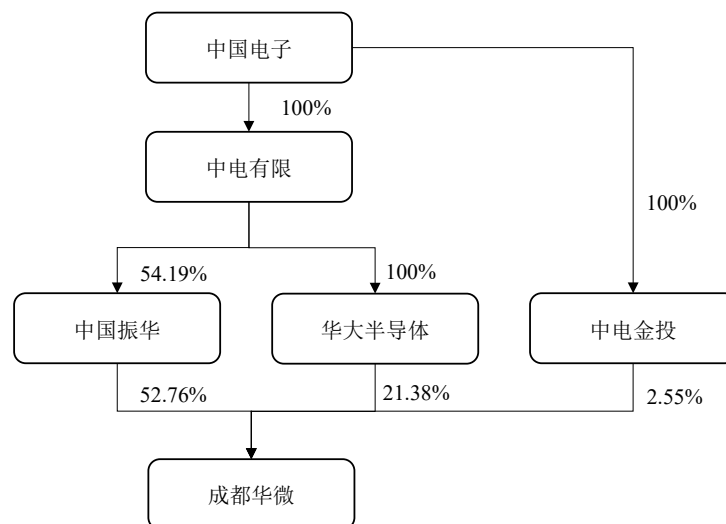 中国电子
100%
中电有限
100%
54.19%
100%
中国振华
华大半导体
中电金投
52.76%
21.38%
2.55%
成都华微